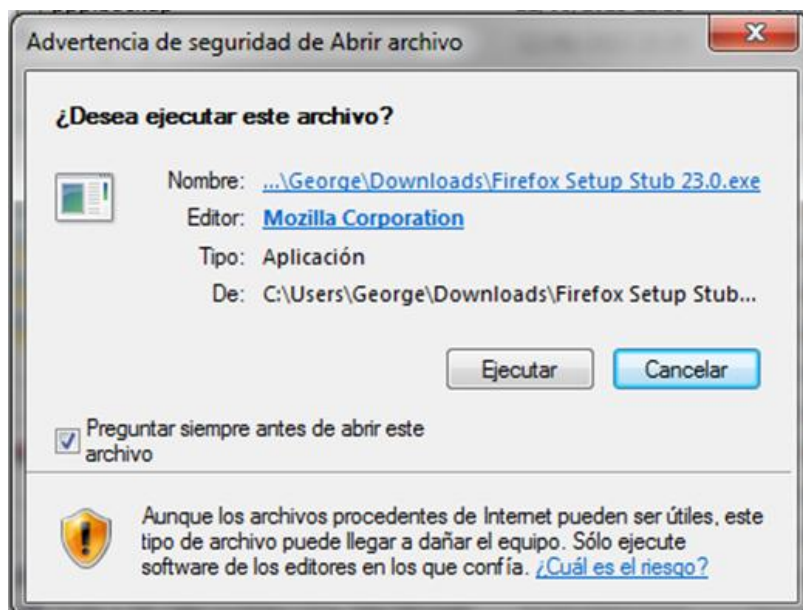 Advertencia de seguridad de Abrir archivo
¿Desea ejecutar este archivo?
Nombre: ...\George\Downloads\Firefox Setup Stub 23.0.exe
Editor: Mozilla Corporation
Tipo: Aplicación
De: C:\Users\George\Downloads\Firefox Setup Stub...
Ejecutar Cancelar
Preguntar siempre antes de abrir este
archivo
Aunque los archivos procedentes de Internet pueden ser útiles, este
tipo de archivo puede llegar a dañar el equipo. Sólo ejecute
software de los editores en los que confía. ¿Cuál es el riesgo?